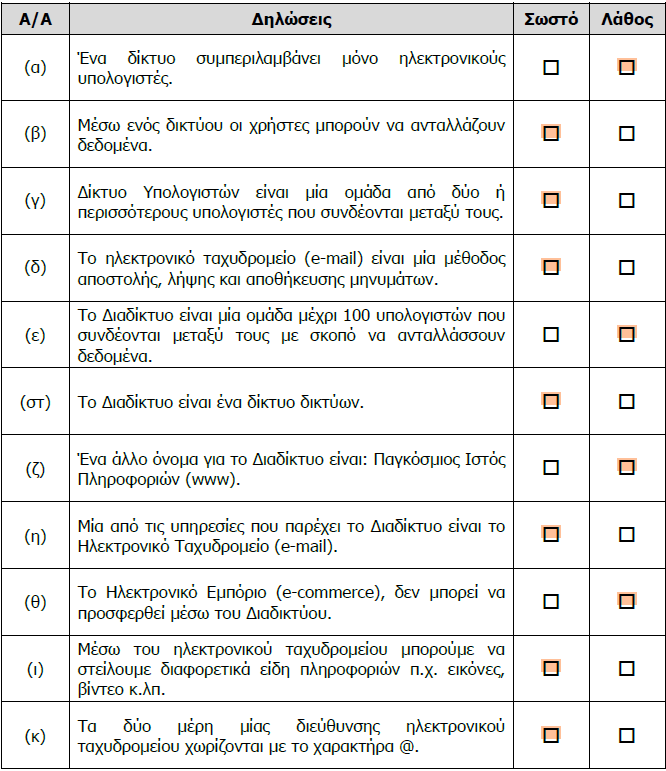 Α/Α Δηλώσεις Σωστό Λάθος
(α) Ένα δίκτυο συμπεριλαμβάνει μόνο ηλεκτρονικούς
υπολογιστές.
(β) Μέσω ενός δικτύου οι χρήστες μπορούν να ανταλλάζουν
δεδομένα.
(γ) Δίκτυο Υπολογιστών είναι μία ομάδα από δύο ή
περισσότερους υπολογιστές που συνδέονται μεταξύ τους.
(δ) Το ηλεκτρονικό ταχυδρομείο (e-mail) είναι μία μέθοδος
αποστολής, λήψης και αποθήκευσης μηνυμάτων.
(ε) Το Διαδίκτυο είναι μία ομάδα μέχρι 100 υπολογιστών που
συνδέονται μεταξύ τους με σκοπό να ανταλλάσσουν
δεδομένα.
(στ) Το Διαδίκτυο είναι ένα δίκτυο δικτύων.
(ζ) Ένα άλλο όνομα για το Διαδίκτυο είναι: Παγκόσμιος Ιστός
Πληροφοριών (www).
(η) Μία από τις υπηρεσίες που παρέχει το Διαδίκτυο είναι το
Ηλεκτρονικό Ταχυδρομείο (e-mail).
(θ) Το Ηλεκτρονικό Εμπόριο (e-commerce), δεν μπορεί να
προσφερθεί μέσω του Διαδικτύου.
(ι) Μέσω του ηλεκτρονικού ταχυδρομείου μπορούμε να
στείλουμε διαφορετικά είδη πληροφοριών π.χ. εικόνες,
βίντεο κ.λπ.
(κ) Τα δύο μέρη μίας διεύθυνσης ηλεκτρονικού
ταχυδρομείου χωρίζονται με το χαρακτήρα @.